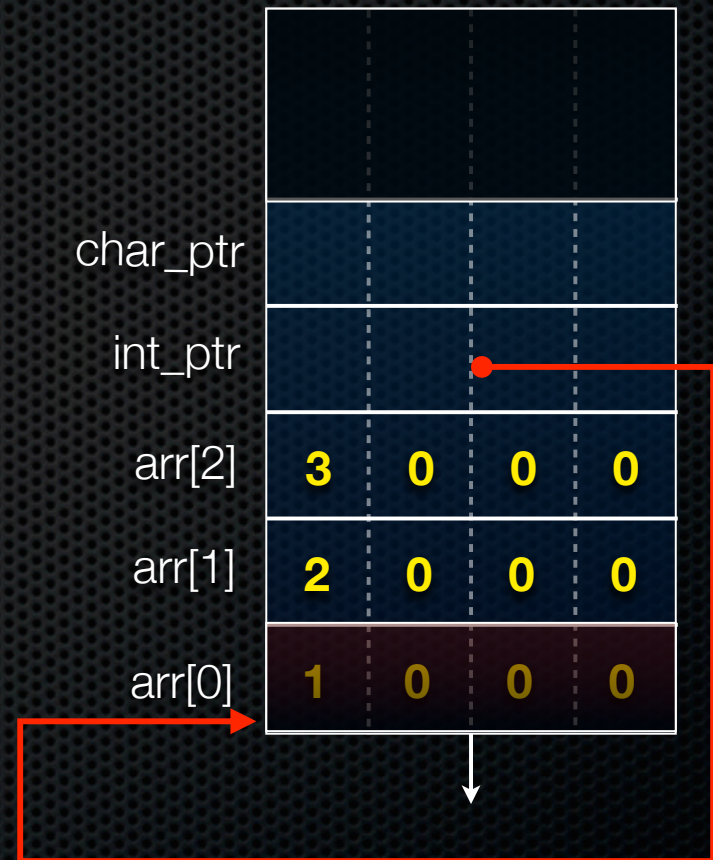 char_ptr
int_ptr
arr[2] 3 0 0 0
arr[1] 2 0 0 0
arr[0] 1 0 0 0